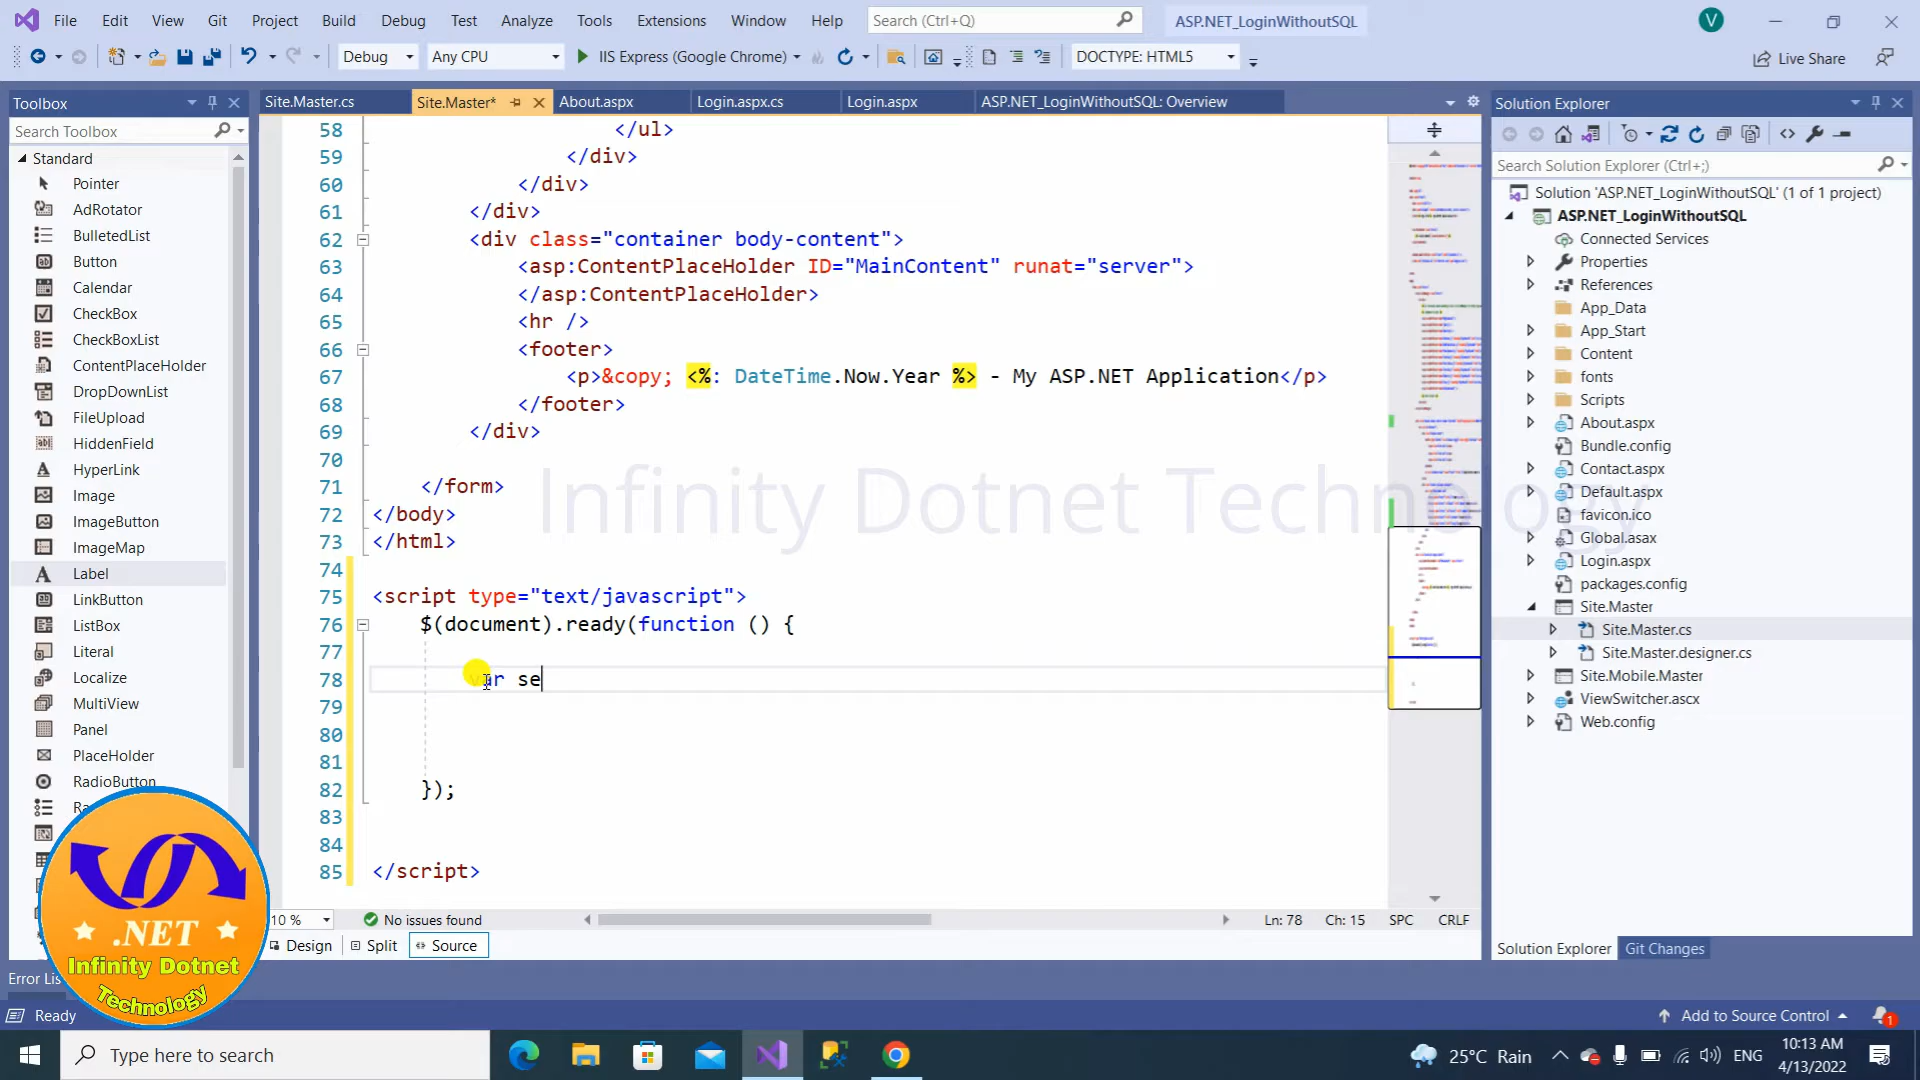 File Edit View Git Project Build Debug Test Analyze Tools Extensions Window Help Search (Ctrl+Q) ASP.NET_LoginWithoutSQL V
Debug Any CPU IIS Express (Google Chrome) DOCTYPE: HTML5 Live Share
Toolbox
Search Toolbox
Standard
Pointer
AdRotator
BulletedList
Button
Calendar
CheckBox
CheckBoxList
ContentPlaceHolder
DropDownList
FileUpload
HiddenField
HyperLink
Image
ImageButton
ImageMap
Label
LinkButton
ListBox
Literal
Localize
MultiView
Panel
PlaceHolder
RadioButton
Site.Master.cs Site.Master* About.aspx Login.aspx.cs Login.aspx ASP.NET_LoginWithoutSQL: Overview
58 </ul>
59 </div>
60 </div>
61 </div>
62 <div class="container body-content">
63 <asp:ContentPlaceHolder ID="MainContent" runat="server">
64 </asp:ContentPlaceHolder>
65 <hr />
66 <footer>
67 <p>&copy; <%: DateTime.Now.Year %> - My ASP.NET Application</p>
68 </footer>
69 </div>
70
71 </form>
72 </body>
73 </html>
74
75 <script type="text/javascript">
76 $(document).ready(function () {
77
78 var se
79
80
81
82 });
83
84
85 </script>
Infinity Dotnet Technology
10 % No issues found Ln: 78 Ch: 15 SPC CRLF
Design Split Source
Solution Explorer
Search Solution Explorer (Ctrl+;)
Solution 'ASP.NET_LoginWithoutSQL' (1 of 1 project)
ASP.NET_LoginWithoutSQL
Connected Services
Properties
References
App_Data
App_Start
Content
fonts
Scripts
About.aspx
Bundle.config
Contact.aspx
Default.aspx
favicon.ico
Global.asax
Login.aspx
packages.config
Site.Master
Site.Master.cs
Site.Master.designer.cs
Site.Mobile.Master
ViewSwitcher.ascx
Web.config
Solution Explorer Git Changes
.NET
Infinity Dotnet
Technology
Ready Add to Source Control 1
Type here to search 25°C Rain ENG 10:13 AM
4/13/2022